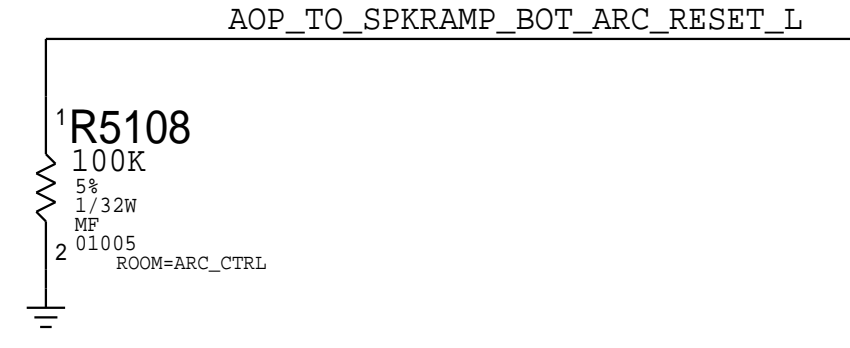 AOP_TO_SPKRAMP_BOT_ARC_RESET_L
1
R5108
100K
5%
1/32W
MF
01005
2
ROOM=ARC_CTRL